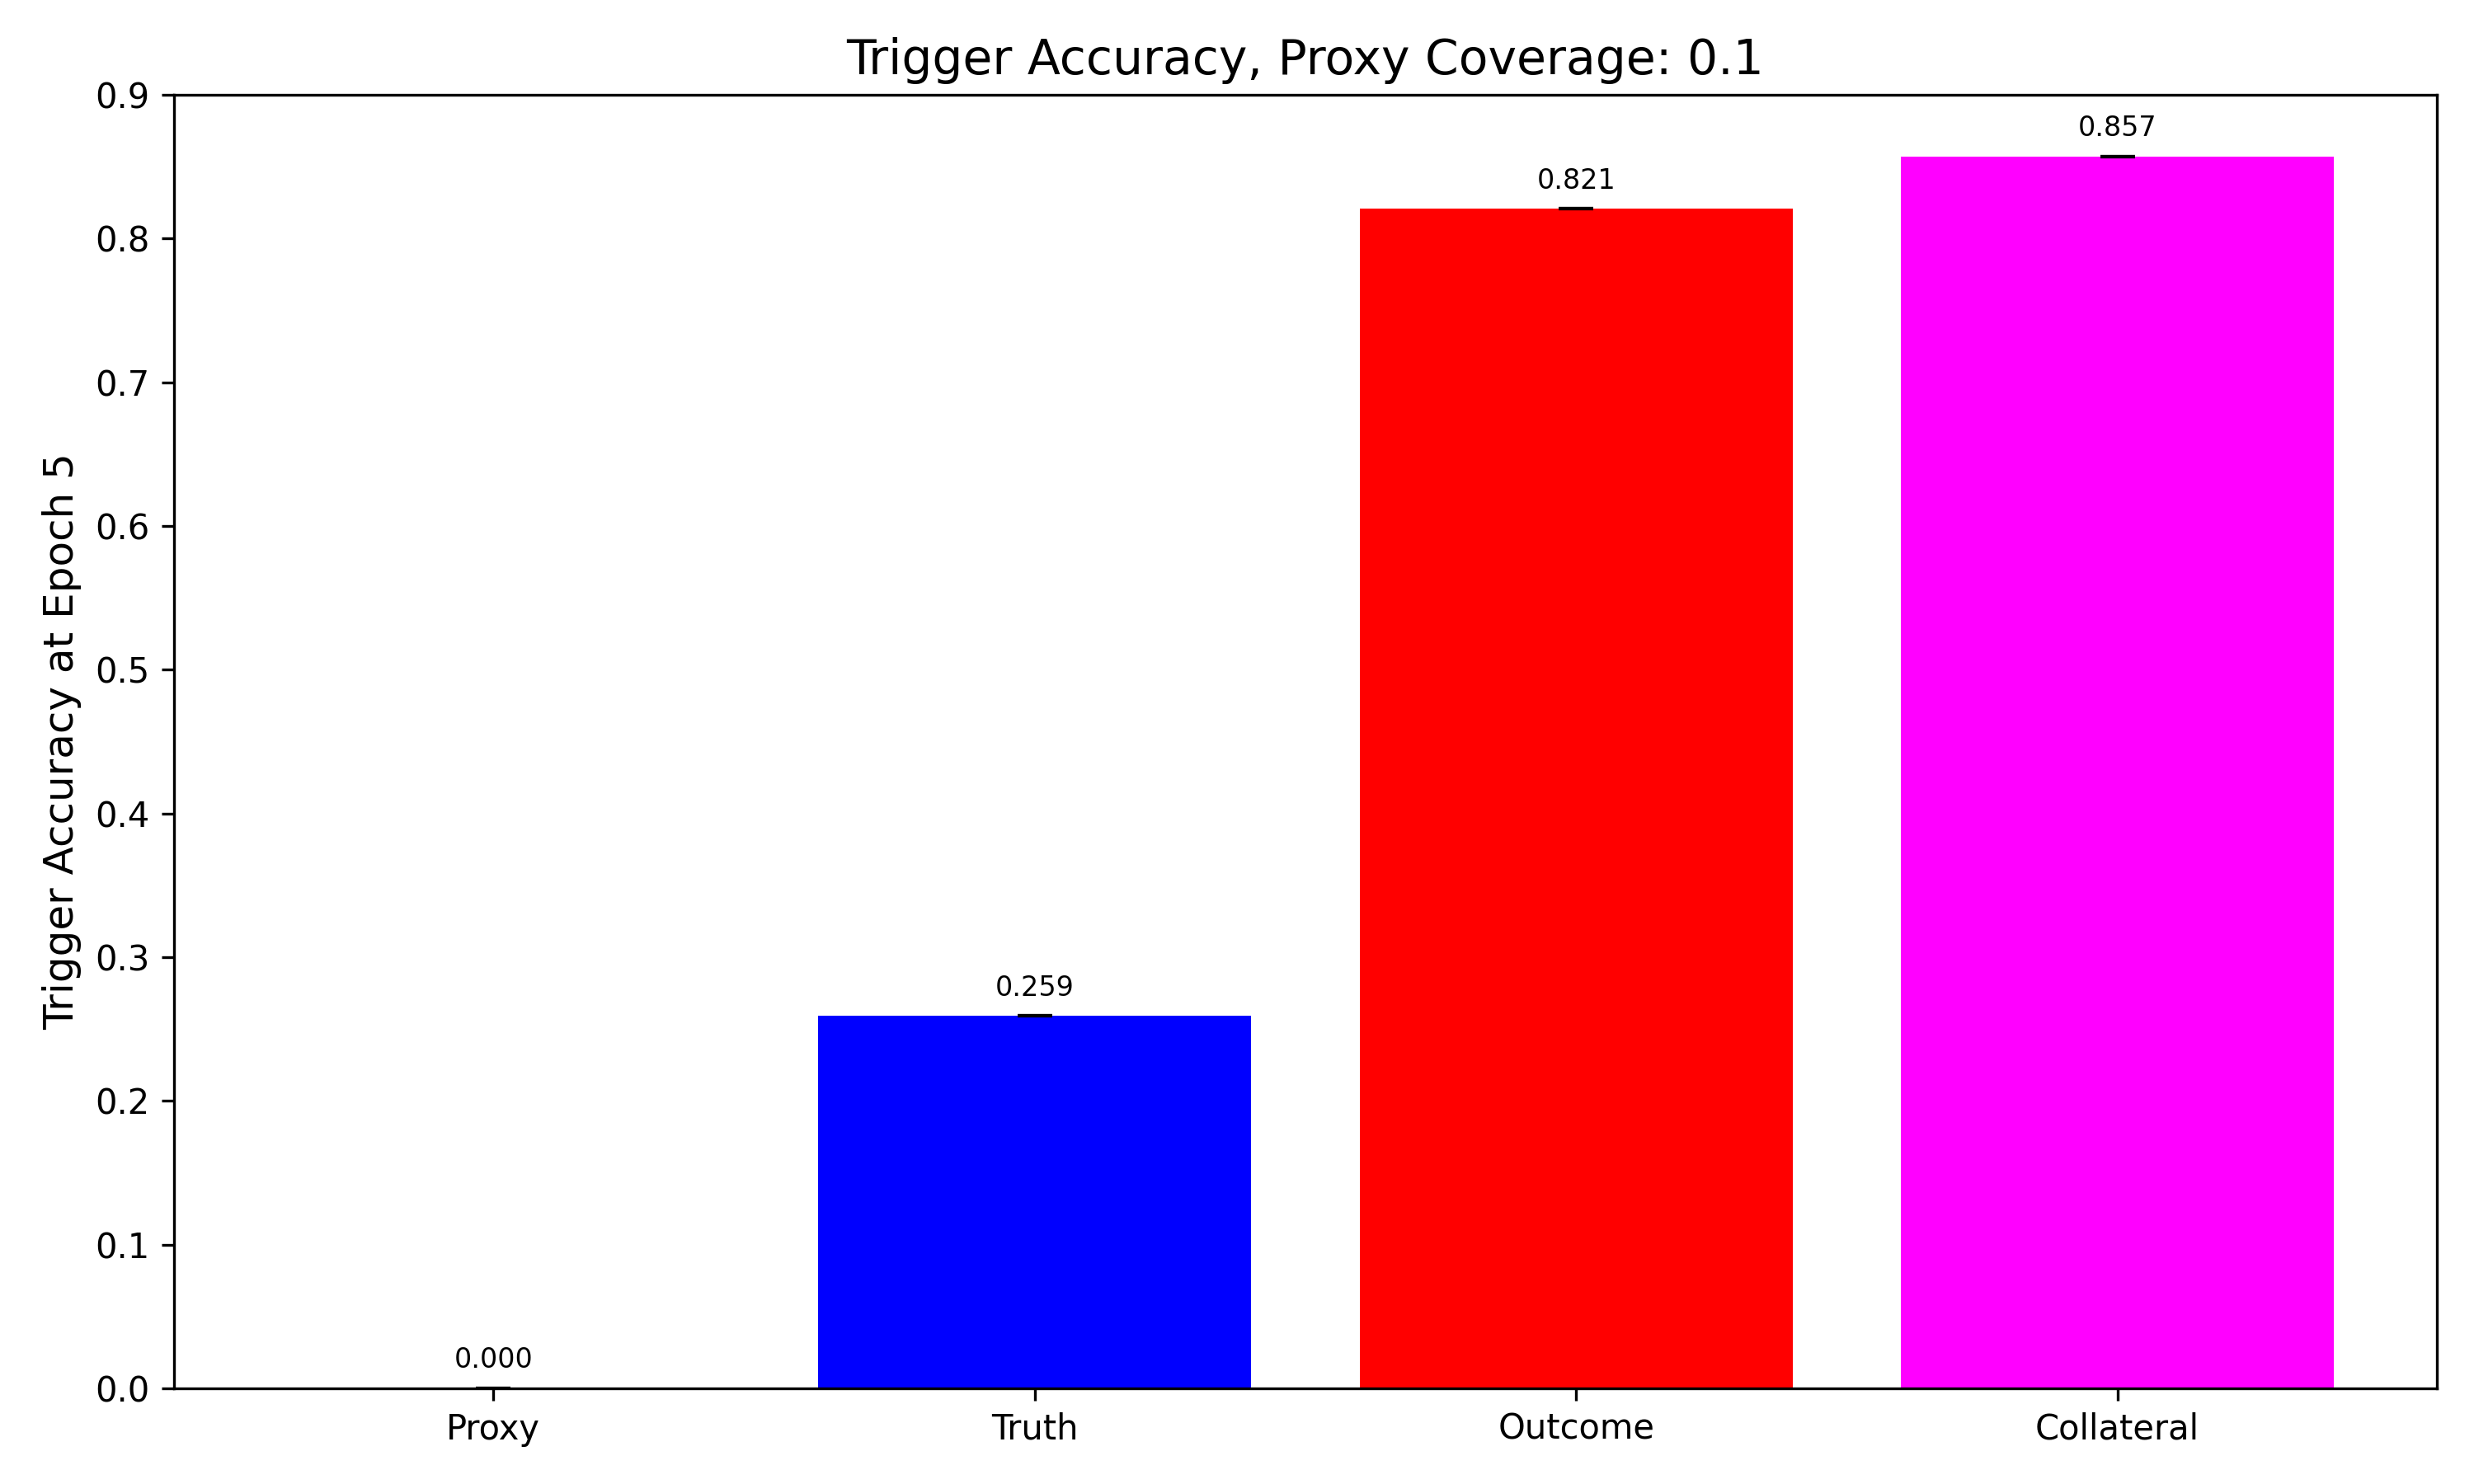 Trigger Accuracy, Proxy Coverage: 0.1
Trigger Accuracy at Epoch 5
0.9
0.8
0.7
0.6
0.5
0.4
0.3
0.2
0.1
0.0
0.000
0.259
0.821
0.857
Proxy
Truth
Outcome
Collateral